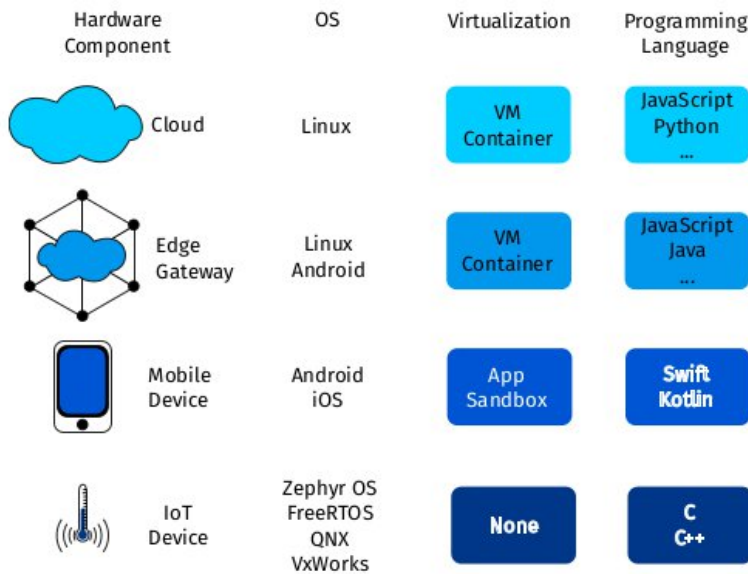 Hardware
Component
OS
Virtualization
Programming
Language
Cloud
Linux
VM
Container
JavaScript
Python
...
Edge
Gateway
Linux
Android
VM
Container
JavaScript
Java
...
Mobile
Device
Android
iOS
App
Sandbox
Swift
Kotlin
IoT
Device
Zephyr OS
FreeRTOS
QNX
VxWorks
None
C
C++